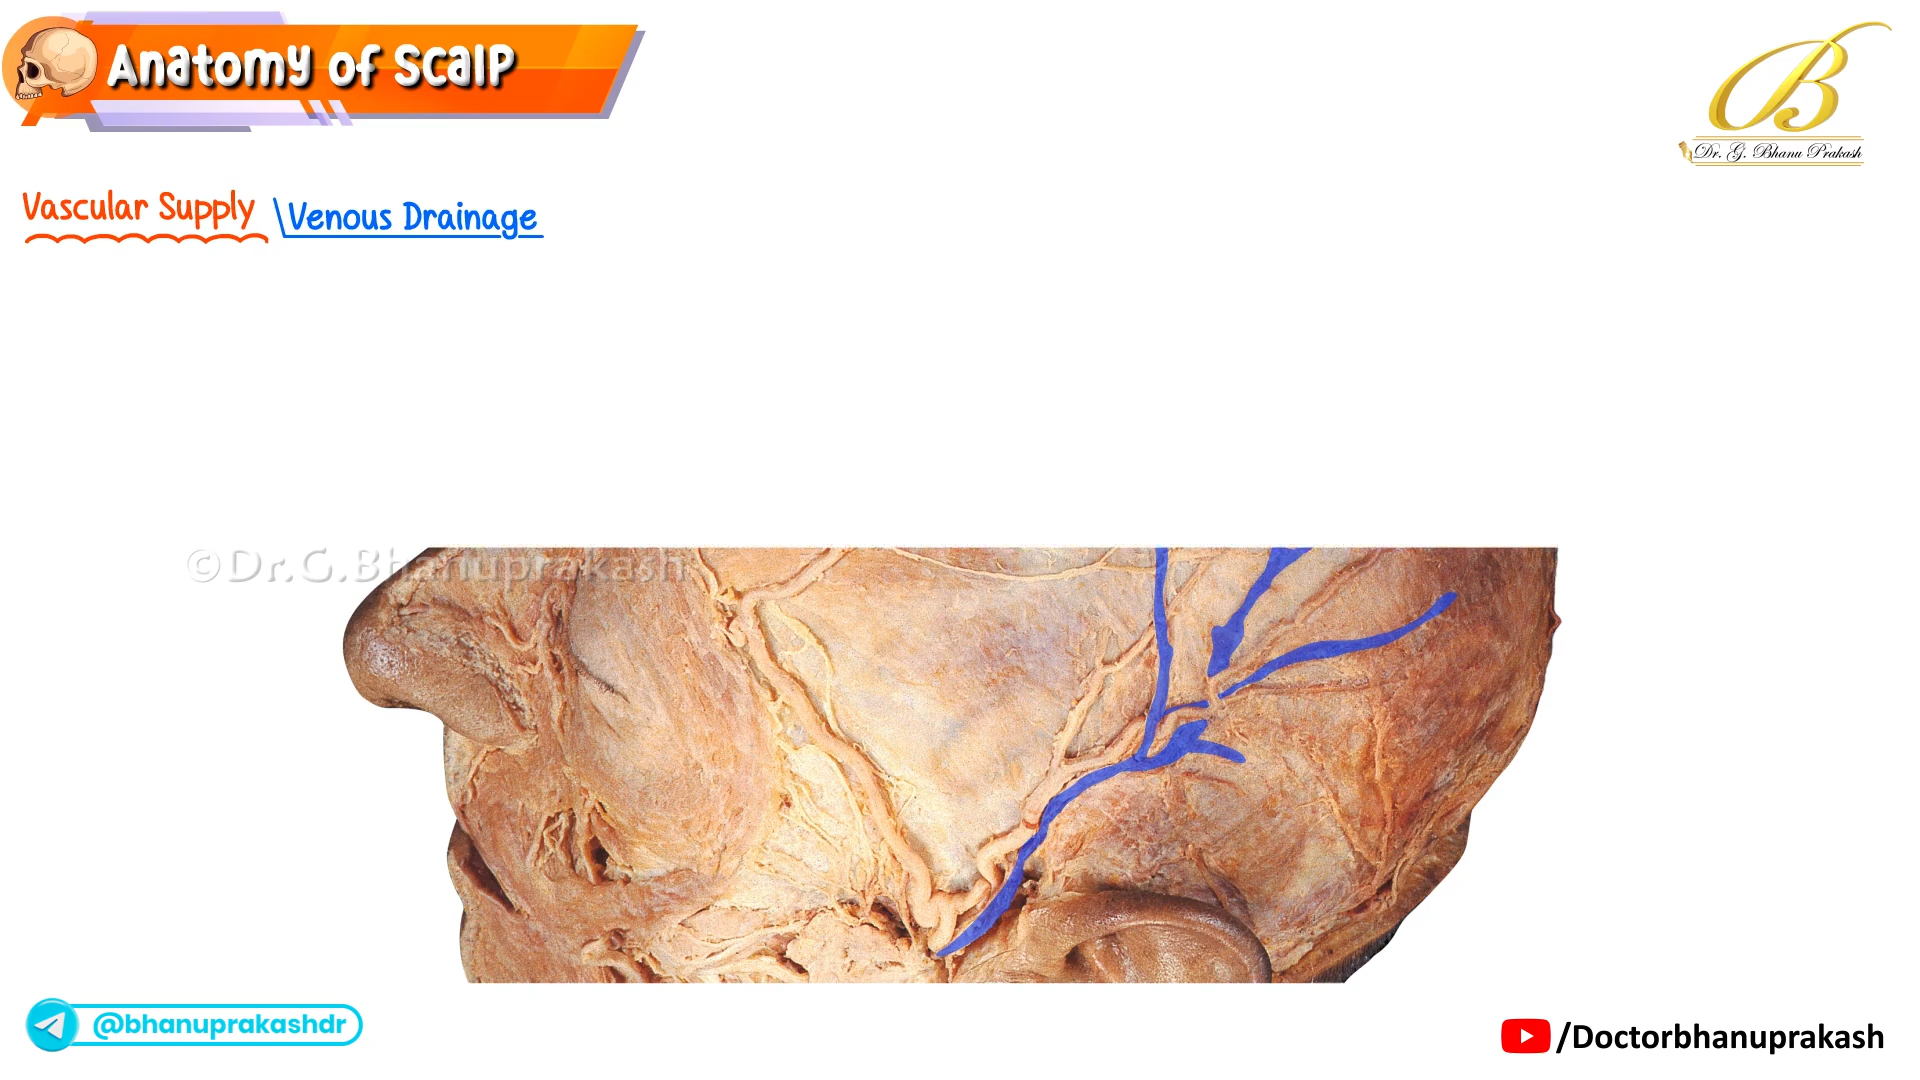 Anatomy of Scalp
Dr. G. Bhanu Prakash
Vascular Supply
Venous Drainage
©Dr.G.Bhanuprakash
@bhanuprakashdr
/Doctorbhanuprakash